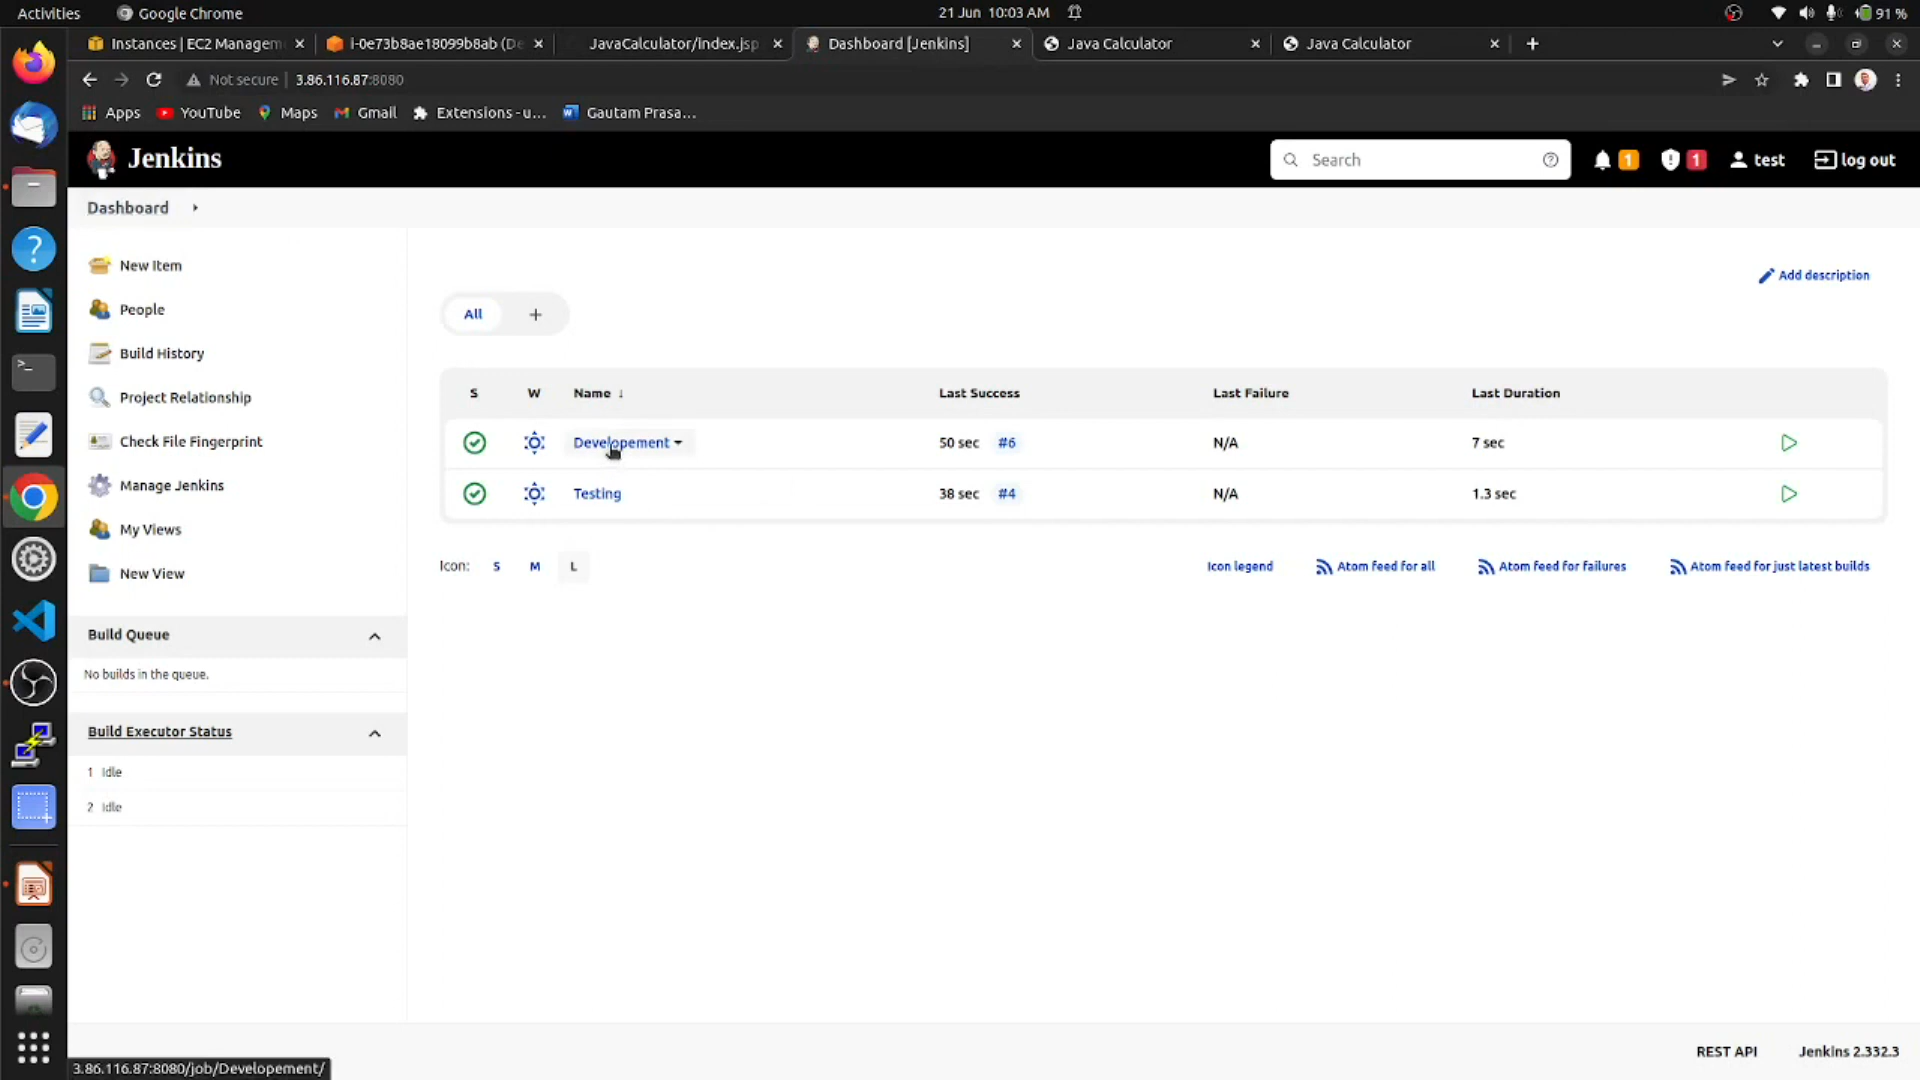 Activities Google Chrome 21 Jun 10:03 AM 91 %
Instances | EC2 Managem i-0e73b8ae18099b8ab (De JavaCalculator/index.jsp Dashboard [Jenkins] Java Calculator Java Calculator
Not secure 3.86.116.87:8080
Apps YouTube Maps Gmail Extensions - u... Gautam Prasa...
Jenkins Search 1 1 test log out
Dashboard
New Item
People
Build History
Project Relationship
Check File Fingerprint
Manage Jenkins
My Views
New View
Build Queue
No builds in the queue.
Build Executor Status
1 Idle
2 Idle
Add description
All +
S W Name ↓ Last Success Last Failure Last Duration
Developement 50 sec #6 N/A 7 sec
Testing 38 sec #4 N/A 1.3 sec
Icon: S M L Icon legend Atom feed for all Atom feed for failures Atom feed for just latest builds
REST API Jenkins 2.332.3
3.86.116.87:8080/job/Developement/